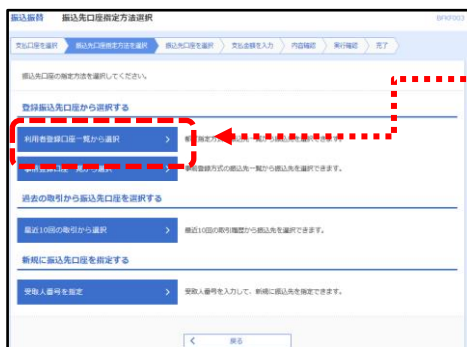 振込振替 振込先口座指定方法選択 BFKF003
支払口座を選択 振込先口座指定方法を選択 振込先口座を選択 支払金額を入力 内容確認 実行確認 完了
振込先口座の指定方法を選択してください。
登録振込先口座から選択する
利用者登録口座一覧から選択
事前登録口座一覧から選択 事前登録方式の振込先一覧から振込先を選択できます。
過去の取引から振込先口座を選択する
最近10回の取引から選択 最近10回の取引履歴から振込先を選択できます。
新規に振込先口座を指定する
受取人番号を指定 受取人番号を入力して、新規に振込先を指定できます。
戻る